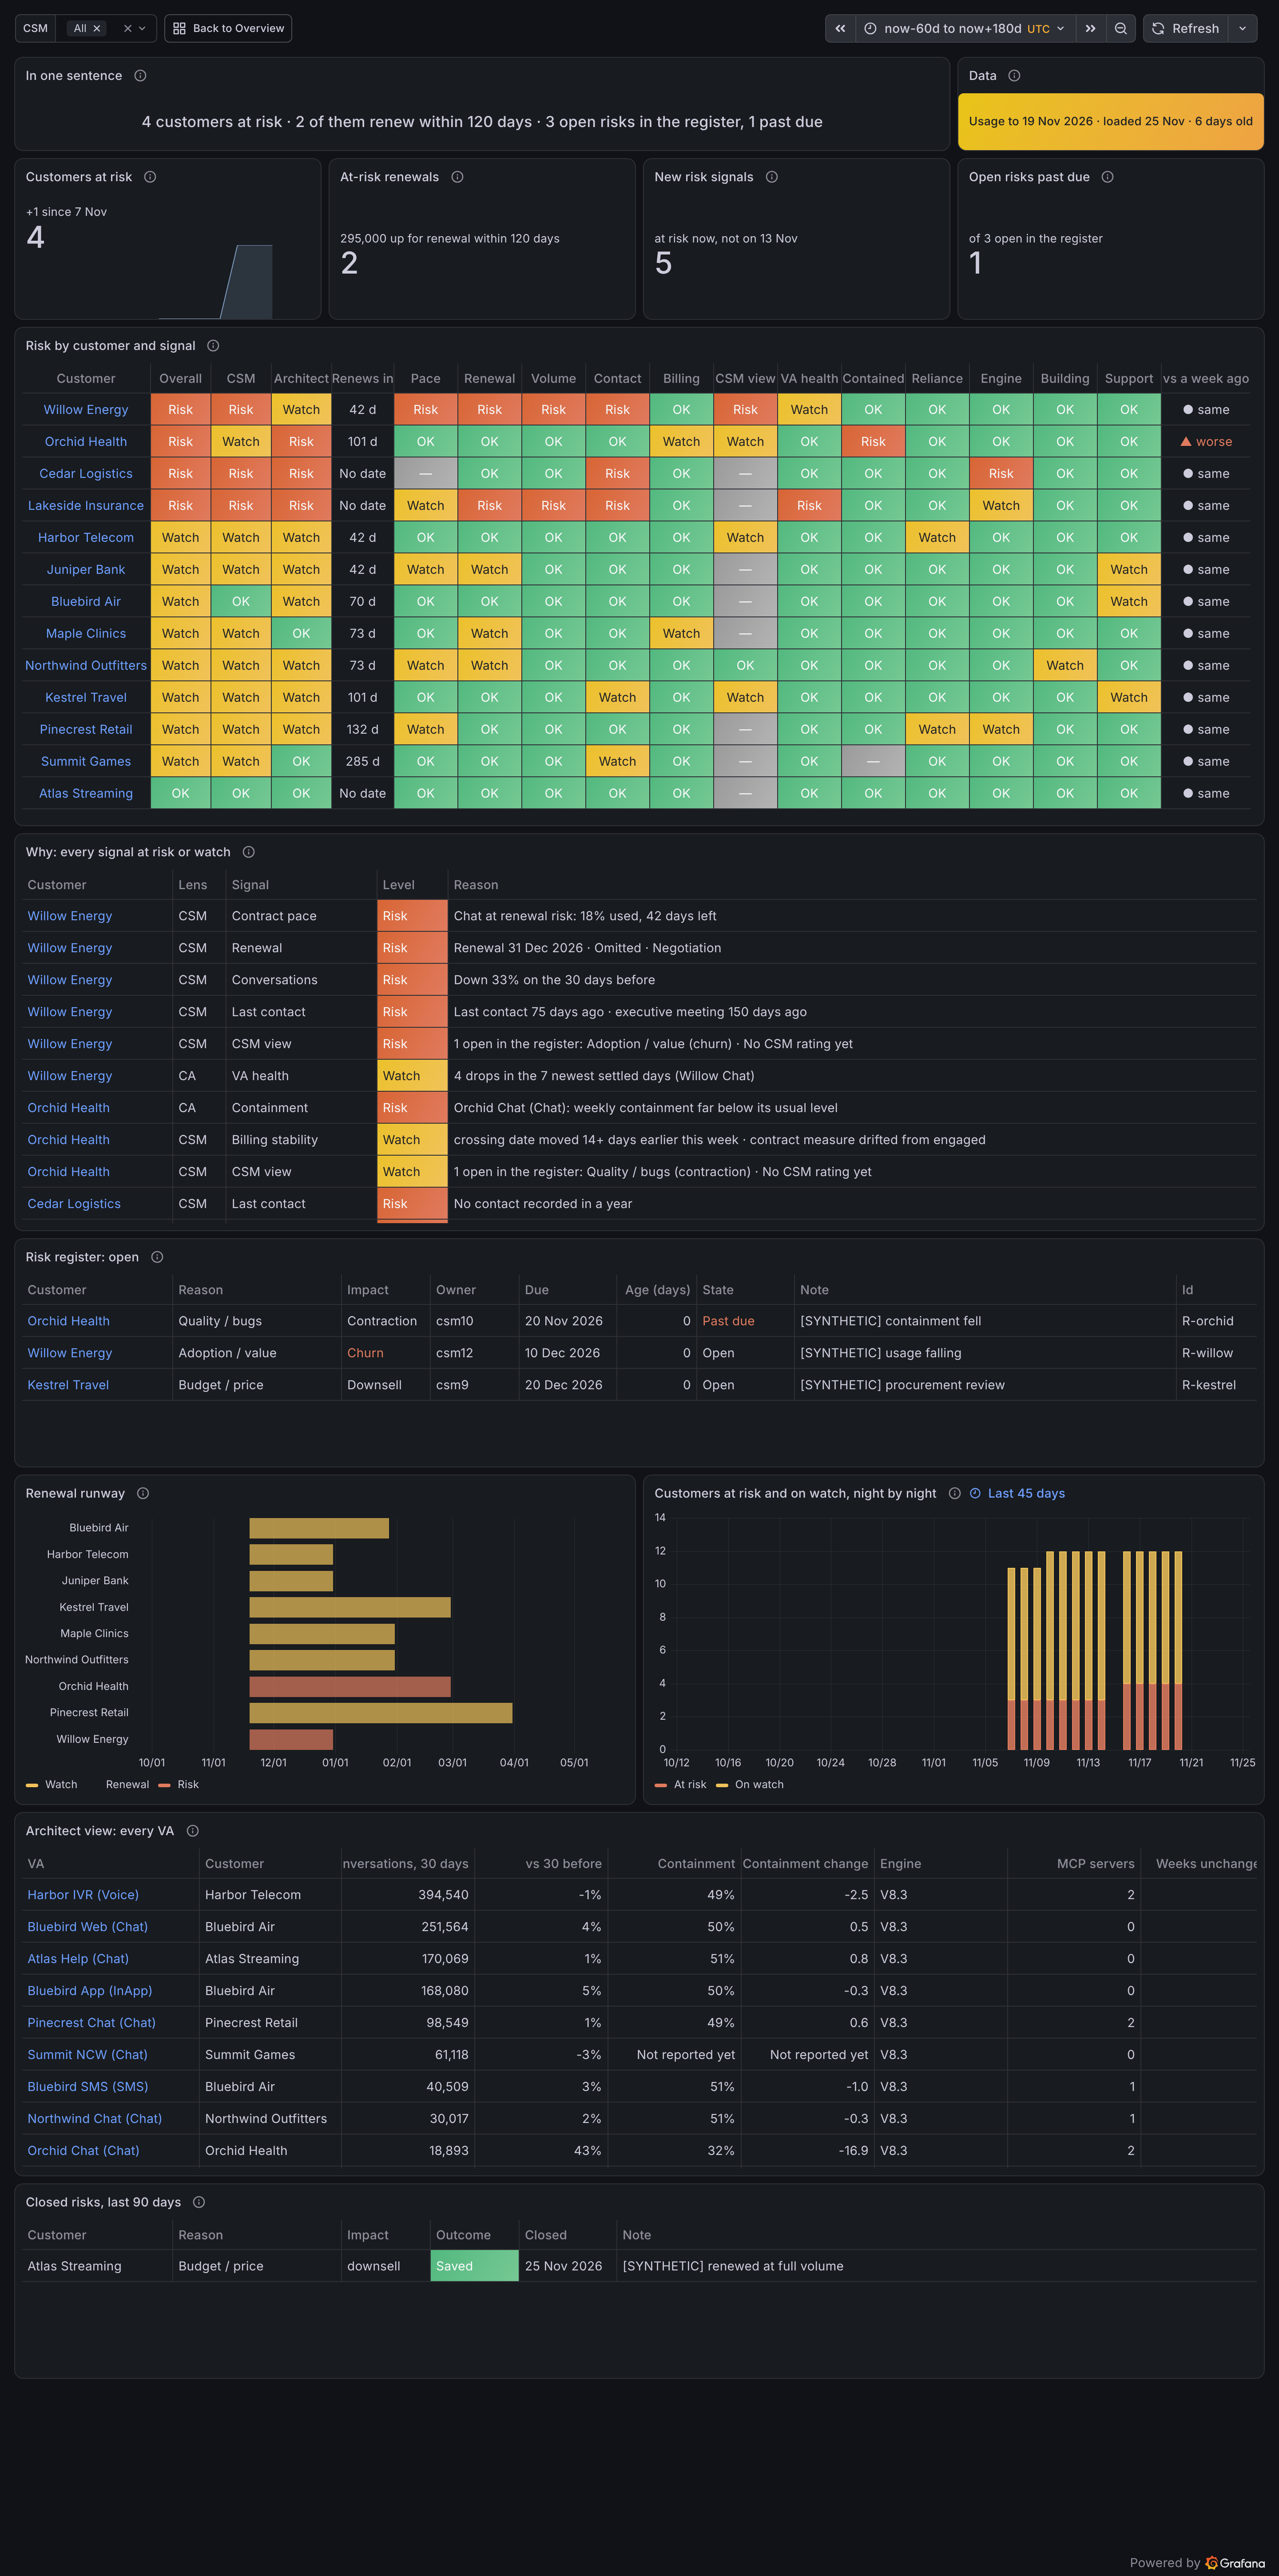 CSM All Back to Overview now-60d to now+180d UTC Refresh
In one sentence
4 customers at risk · 2 of them renew within 120 days · 3 open risks in the register, 1 past due
Data
Usage to 19 Nov 2026 · loaded 25 Nov · 6 days old
Customers at risk
+1 since 7 Nov
4
At-risk renewals
295,000 up for renewal within 120 days
2
New risk signals
at risk now, not on 13 Nov
5
Open risks past due
of 3 open in the register
1
Risk by customer and signal
Customer Overall CSM Architect Renews in Pace Renewal Volume Contact Billing CSM view VA health Contained Reliance Engine Building Support vs a week ago
Willow Energy Risk Risk Watch 42 d Risk Risk Risk Risk OK Risk Watch OK OK OK OK OK same
Orchid Health Risk Watch Risk 101 d OK OK OK OK Watch Watch OK Risk OK OK OK OK worse
Cedar Logistics Risk Risk Risk No date — OK OK Risk OK — OK OK OK Risk OK OK same
Lakeside Insurance Risk Risk Risk No date Watch Risk Risk Risk OK — Risk OK OK Watch OK OK same
Harbor Telecom Watch Watch Watch 42 d OK OK OK OK OK Watch OK OK Watch OK OK OK same
Juniper Bank Watch Watch Watch 42 d Watch Watch OK OK OK — OK OK OK OK OK Watch same
Bluebird Air Watch OK Watch 70 d OK OK OK OK OK — OK OK OK OK OK Watch same
Maple Clinics Watch Watch OK 73 d OK Watch OK OK Watch — OK OK OK OK OK OK same
Northwind Outfitters Watch Watch Watch 73 d Watch Watch OK OK OK OK OK OK OK OK Watch OK same
Kestrel Travel Watch Watch Watch 101 d OK OK OK Watch OK Watch OK OK OK OK OK Watch same
Pinecrest Retail Watch Watch Watch 132 d Watch OK OK OK OK — OK OK Watch Watch OK OK same
Summit Games Watch Watch OK 285 d OK OK OK Watch OK — OK — OK OK OK OK same
Atlas Streaming OK OK OK No date OK OK OK OK OK — OK OK OK OK OK OK same
Why: every signal at risk or watch
Customer Lens Signal Level Reason
Willow Energy CSM Contract pace Risk Chat at renewal risk: 18% used, 42 days left
Willow Energy CSM Renewal Risk Renewal 31 Dec 2026 · Omitted · Negotiation
Willow Energy CSM Conversations Risk Down 33% on the 30 days before
Willow Energy CSM Last contact Risk Last contact 75 days ago · executive meeting 150 days ago
Willow Energy CSM CSM view Risk 1 open in the register: Adoption / value (churn) · No CSM rating yet
Willow Energy CA VA health Watch 4 drops in the 7 newest settled days (Willow Chat)
Orchid Health CA Containment Risk Orchid Chat (Chat): weekly containment far below its usual level
Orchid Health CSM Billing stability Watch crossing date moved 14+ days earlier this week · contract measure drifted from engaged
Orchid Health CSM CSM view Watch 1 open in the register: Quality / bugs (contraction) · No CSM rating yet
Cedar Logistics CSM Last contact Risk No contact recorded in a year
Risk register: open
Customer Reason Impact Owner Due Age (days) State Note Id
Orchid Health Quality / bugs Contraction csm10 20 Nov 2026 0 Past due [SYNTHETIC] containment fell R-orchid
Willow Energy Adoption / value Churn csm12 10 Dec 2026 0 Open [SYNTHETIC] usage falling R-willow
Kestrel Travel Budget / price Downsell csm9 20 Dec 2026 0 Open [SYNTHETIC] procurement review R-kestrel
Renewal runway
Bluebird Air
Harbor Telecom
Juniper Bank
Kestrel Travel
Maple Clinics
Northwind Outfitters
Orchid Health
Pinecrest Retail
Willow Energy
10/01 11/01 12/01 01/01 02/01 03/01 04/01 05/01
Watch Renewal Risk
Customers at risk and on watch, night by night Last 45 days
14
12
10
8
6
4
2
0
10/12 10/16 10/20 10/24 10/28 11/01 11/05 11/09 11/13 11/17 11/21 11/25
At risk On watch
Architect view: every VA
VA Customer nversations, 30 days vs 30 before Containment Containment change Engine MCP servers Weeks unchange
Harbor IVR (Voice) Harbor Telecom 394,540 -1% 49% -2.5 V8.3 2
Bluebird Web (Chat) Bluebird Air 251,564 4% 50% 0.5 V8.3 0
Atlas Help (Chat) Atlas Streaming 170,069 1% 51% 0.8 V8.3 0
Bluebird App (InApp) Bluebird Air 168,080 5% 50% -0.3 V8.3 0
Pinecrest Chat (Chat) Pinecrest Retail 98,549 1% 49% 0.6 V8.3 2
Summit NCW (Chat) Summit Games 61,118 -3% Not reported yet Not reported yet V8.3 0
Bluebird SMS (SMS) Bluebird Air 40,509 3% 51% -1.0 V8.3 1
Northwind Chat (Chat) Northwind Outfitters 30,017 2% 51% -0.3 V8.3 1
Orchid Chat (Chat) Orchid Health 18,893 43% 32% -16.9 V8.3 2
Closed risks, last 90 days
Customer Reason Impact Outcome Closed Note
Atlas Streaming Budget / price downsell Saved 25 Nov 2026 [SYNTHETIC] renewed at full volume
Powered by Grafana